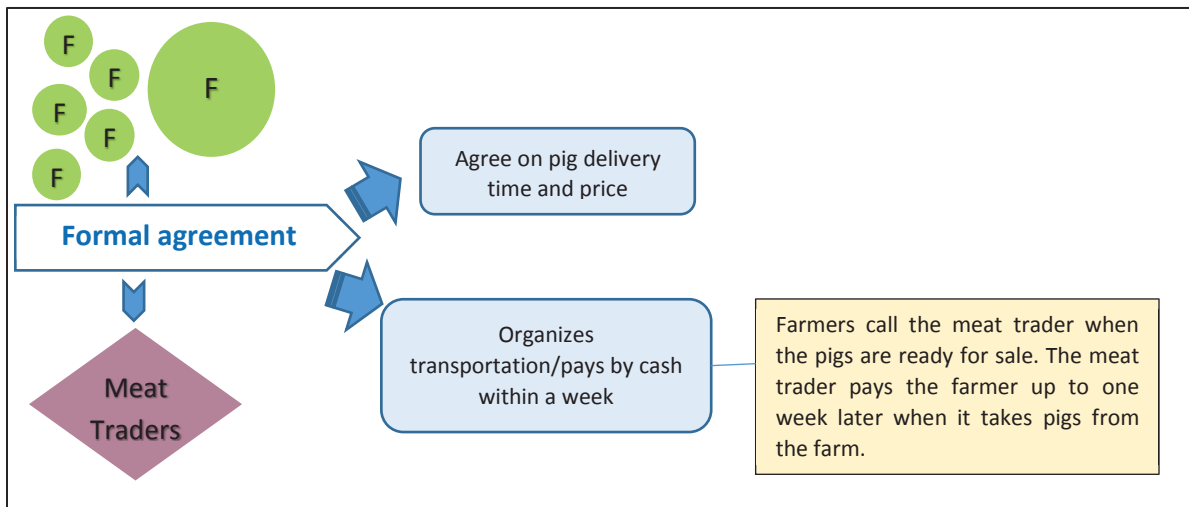 F
F
F
F
F
F
Agree on pig delivery
time and price
Formal agreement
Organizes
transportation/pays by cash
within a week
Farmers call the meat trader when
the pigs are ready for sale. The meat
trader pays the farmer up to one
week later when it takes pigs from
the farm.
Meat
Traders